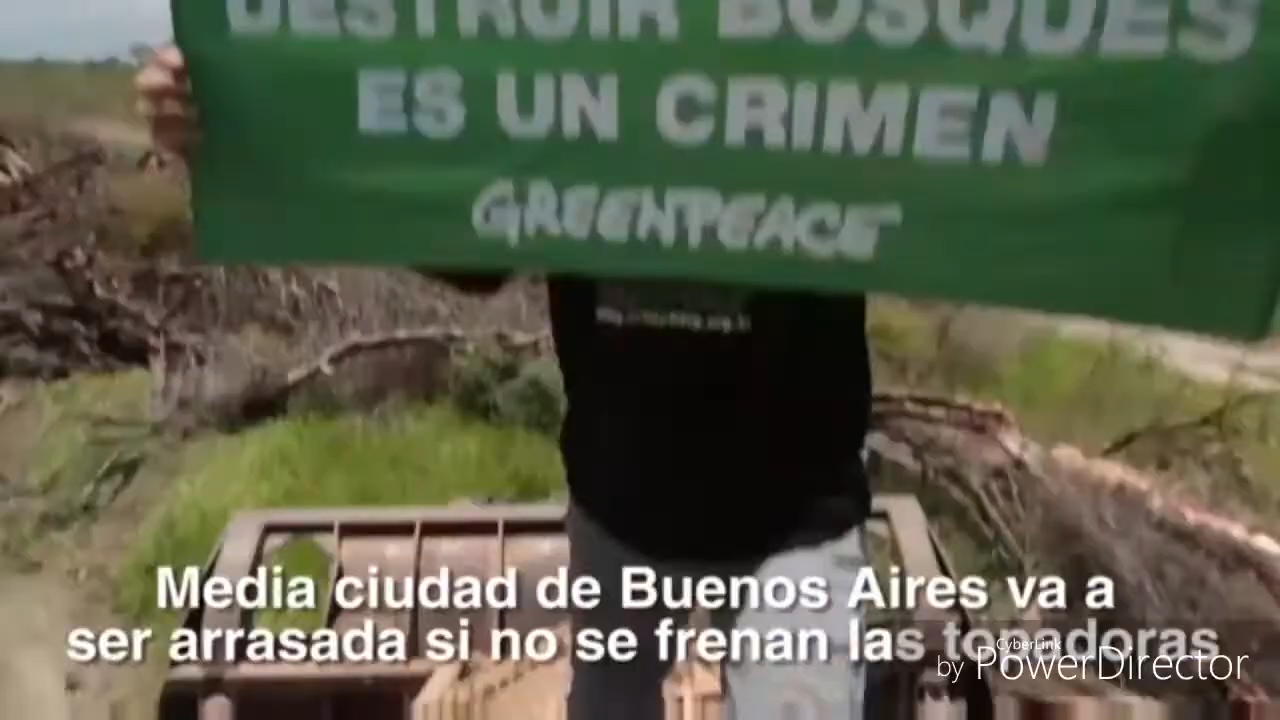 DESTRUIR BOSQUES
ES UN CRIMEN
GREENPEACE
Media ciudad de Buenos Aires va a
ser arrasada si no se frenan las
CyberLink
by PowerDirector